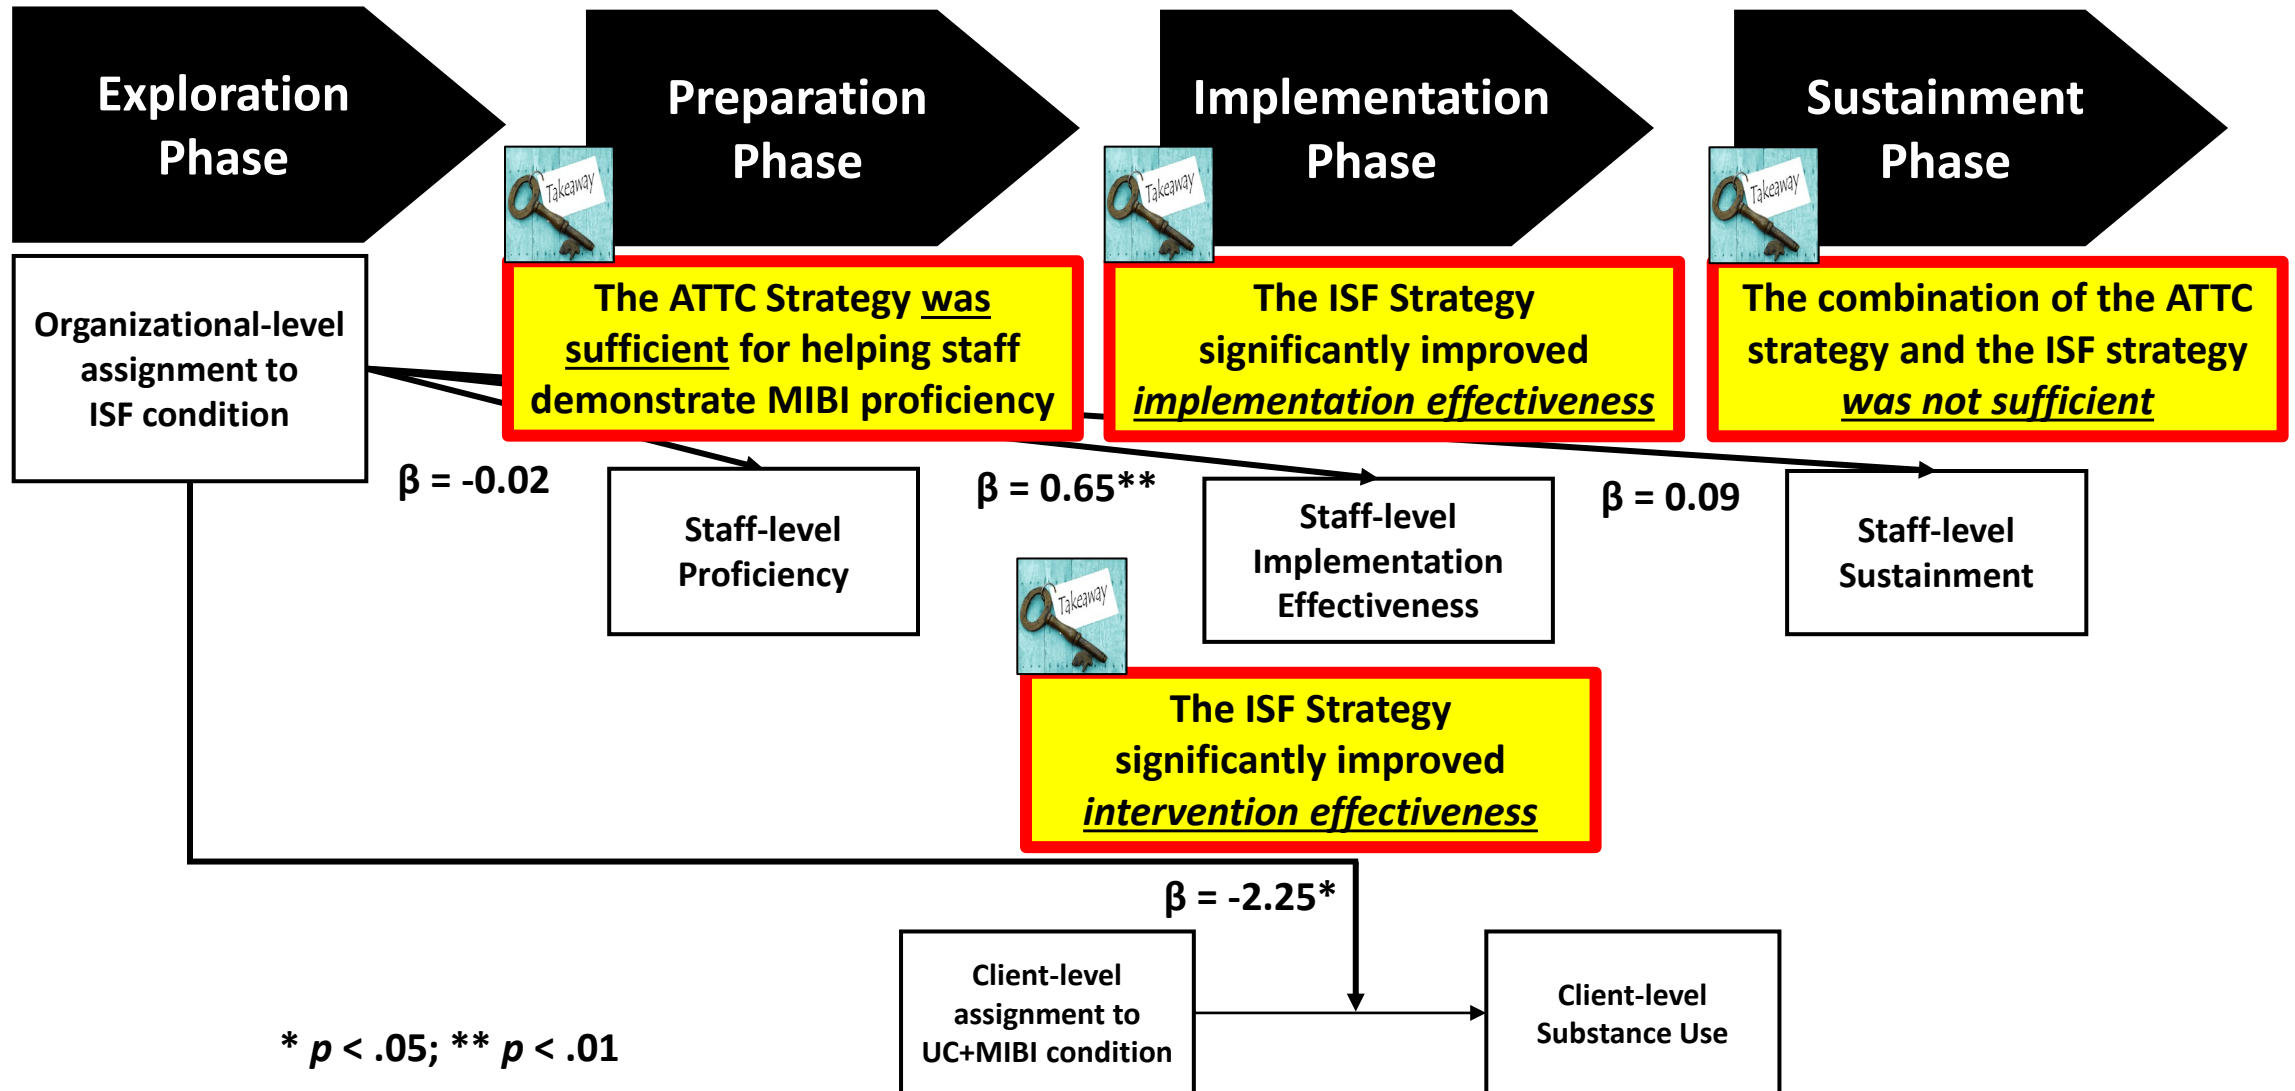 Exploration
Phase
Preparation
Phase
Implementation
Phase
Sustainment
Phase
Takeaway
Takeaway
Takeaway
Organizational-level
assignment to
ISF condition
The ATTC Strategy was
sufficient for helping staff
demonstrate MIBI proficiency
The ISF Strategy
significantly improved
implementation effectiveness
The combination of the ATTC
strategy and the ISF strategy
was not sufficient
β = -0.02
Staff-level
Proficiency
β = 0.65**
Staff-level
Implementation
Effectiveness
β = 0.09
Staff-level
Sustainment
Takeaway
The ISF Strategy
significantly improved
intervention effectiveness
β = -2.25*
Client-level
assignment to
UC+MIBI condition
Client-level
Substance Use
* p < .05; ** p < .01